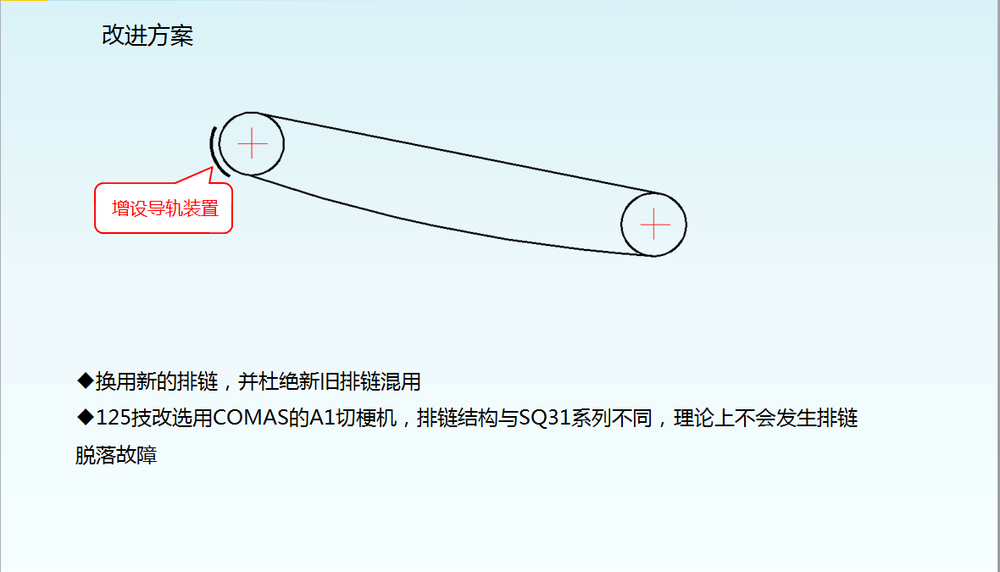 改进方案
增设导轨装置
◆换用新的排链，并杜绝新旧排链混用
◆125技改选用COMAS的A1切梗机，排链结构与SQ31系列不同，理论上不会发生排链
脱落故障